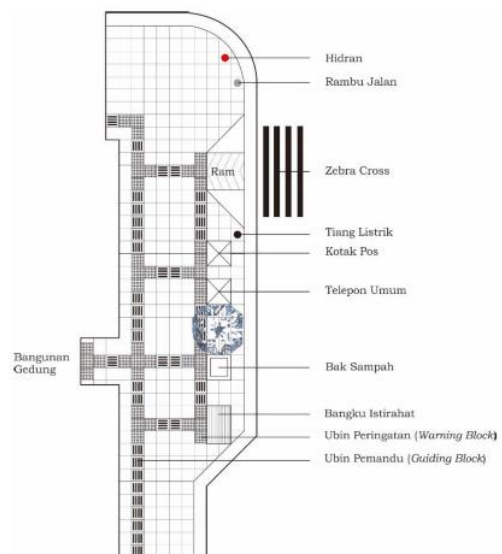 Hidran
Rambu Jalan
Ram
Zebra Cross
Tiang Listrik
Kotak Pos
Telepon Umum
Bangunan
Gedung
Bak Sampah
Bangku Istirahat
Ubin Peringatan (Warning Block)
Ubin Pemandu (Guiding Block)